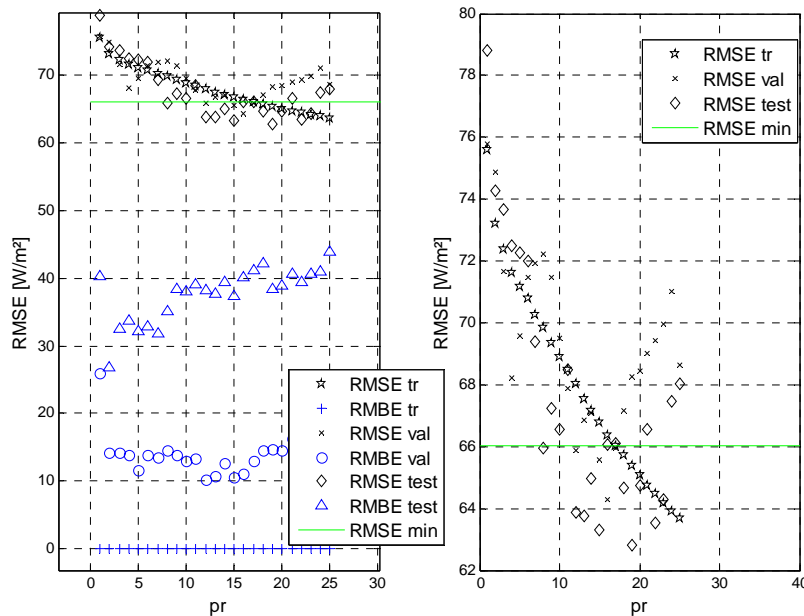 RMSE [W/m²]
70
60
50
40
30
20
10
0
0
5
10
15
20
25
30
pr
RMSE tr
RMBE tr
RMSE val
RMBE val
RMSE test
RMBE test
RMSE min
RMSE [W/m²]
80
78
76
74
72
70
68
66
64
62
0
10
20
30
40
pr
RMSE tr
RMSE val
RMSE test
RMSE min